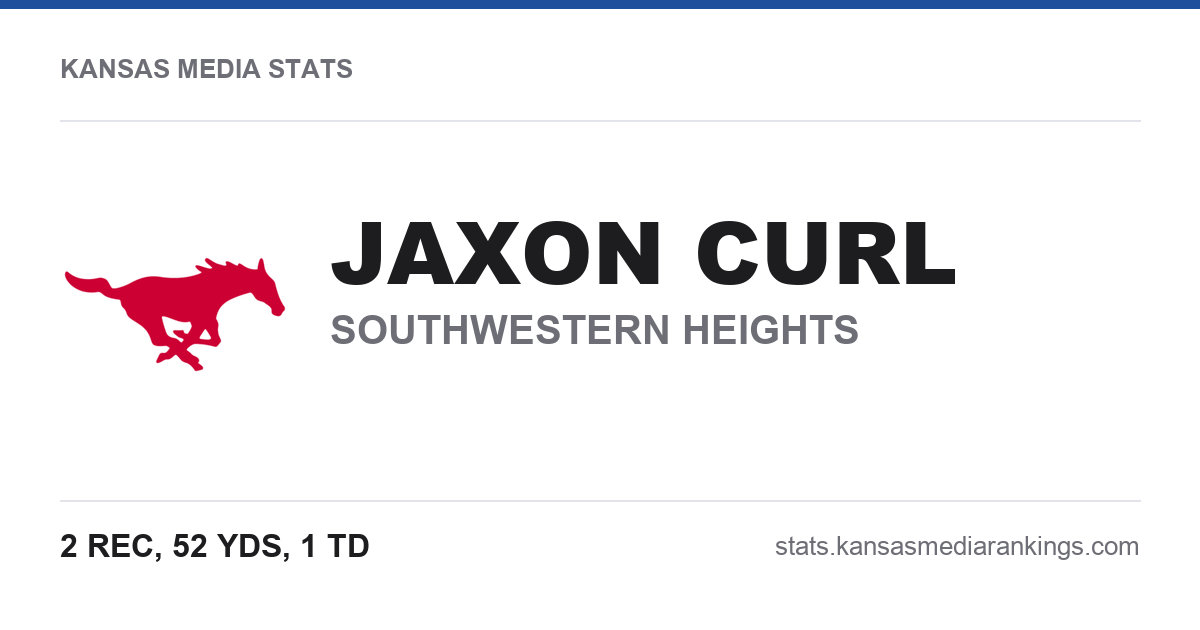 KANSAS MEDIA STATS
JAXON CURL
SOUTHWESTERN HEIGHTS
2 REC, 52 YDS, 1 TD
stats.kansasmediarankings.com